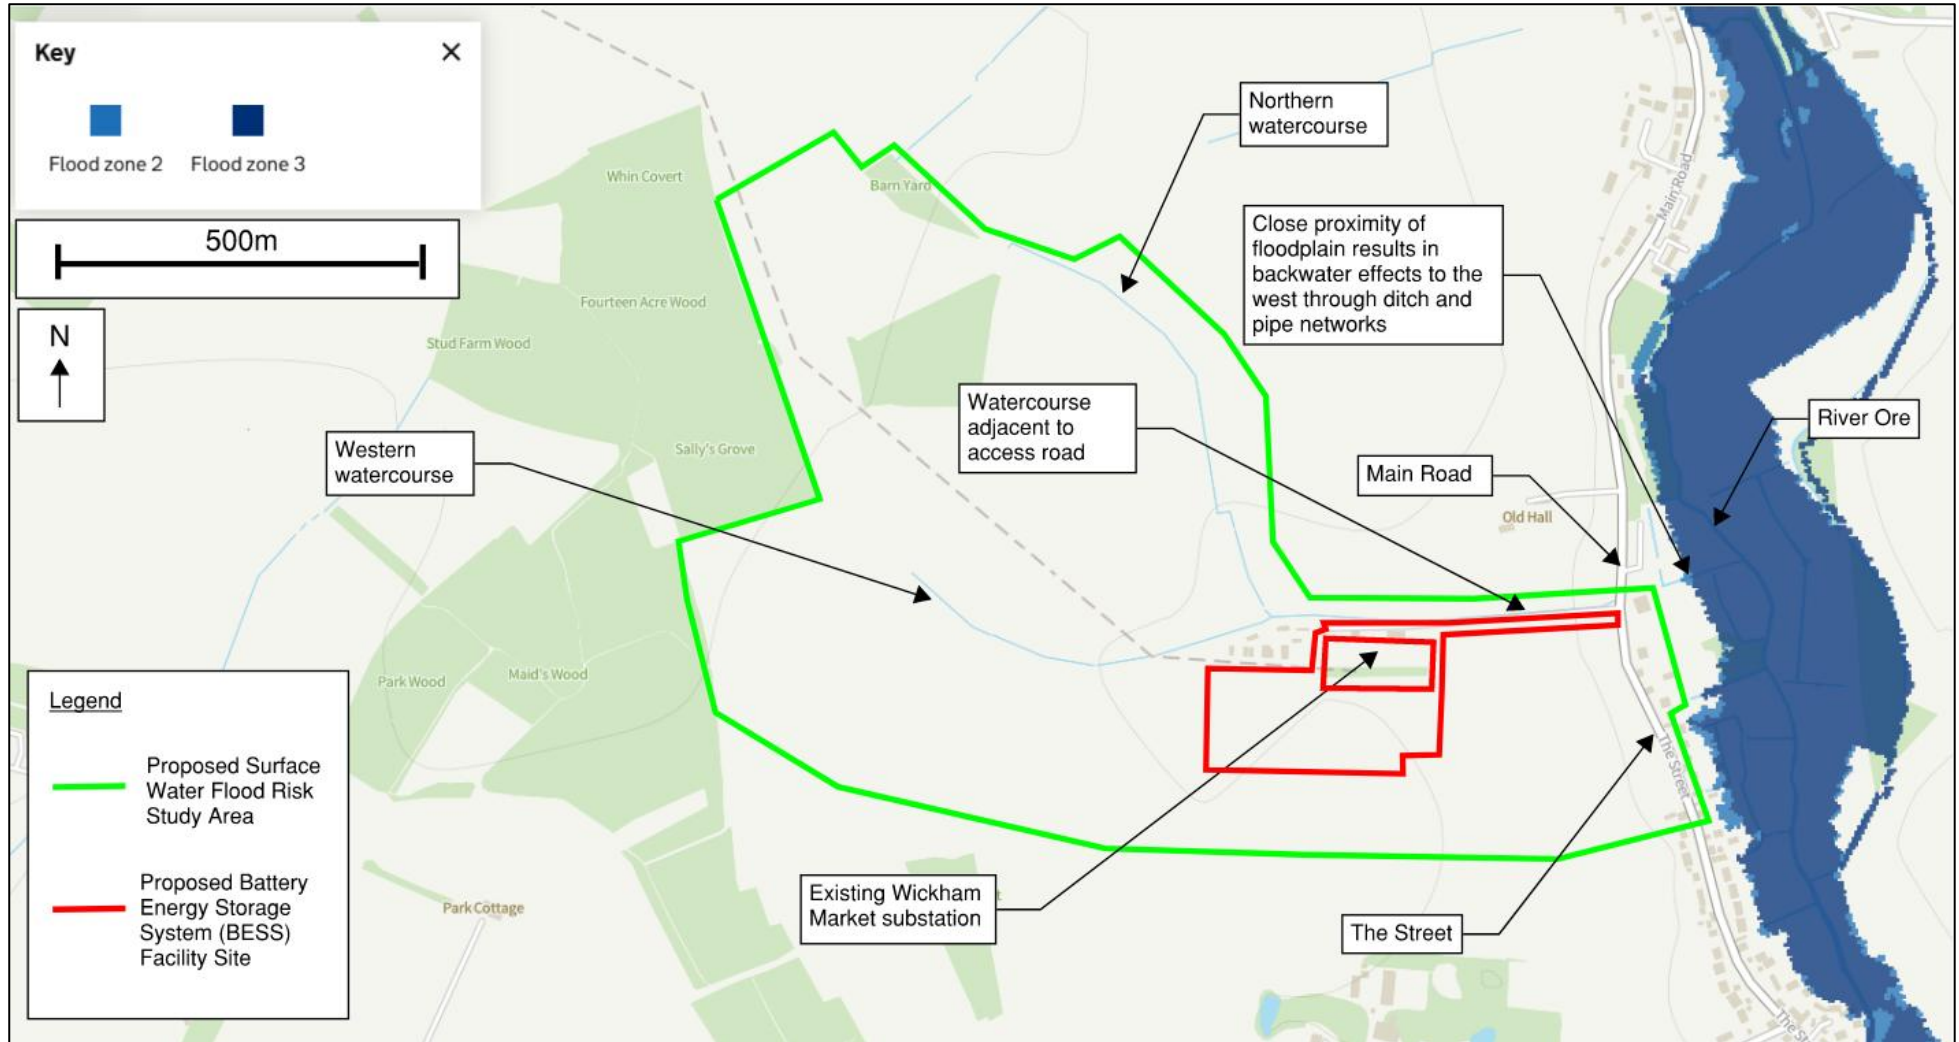 Key
Flood zone 2
Flood zone 3
500m
N
Whin Covert
Fourteen Acre Wood
Stud Farm Wood
Sally's Grove
Barn Yard
Northern
watercourse
Main Road
Close proximity of
floodplain results in
backwater effects to the
west through ditch and
pipe networks
Watercourse
adjacent to
access road
Western
watercourse
River Ore
Main Road
Old Hall
Park Wood
Maid's Wood
Legend
Proposed Surface
Water Flood Risk
Study Area
Proposed Battery
Energy Storage
System (BESS)
Facility Site
Park Cottage
Existing Wickham
Market substation
The Street
The Street